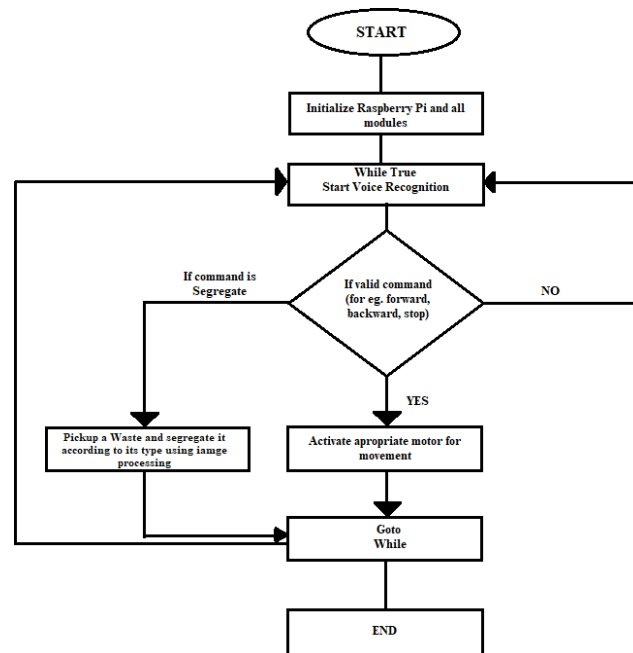 START
Initialize Raspberry Pi and all
modules
While True
Start Voice Recognition
If command is
Segregate
If valid command
(for eg. forward,
backward, stop)
NO
YES
Pickup a Waste and segregate it
according to its type using iamge
processing
Activate apropriate motor for
movement
Goto
While
END